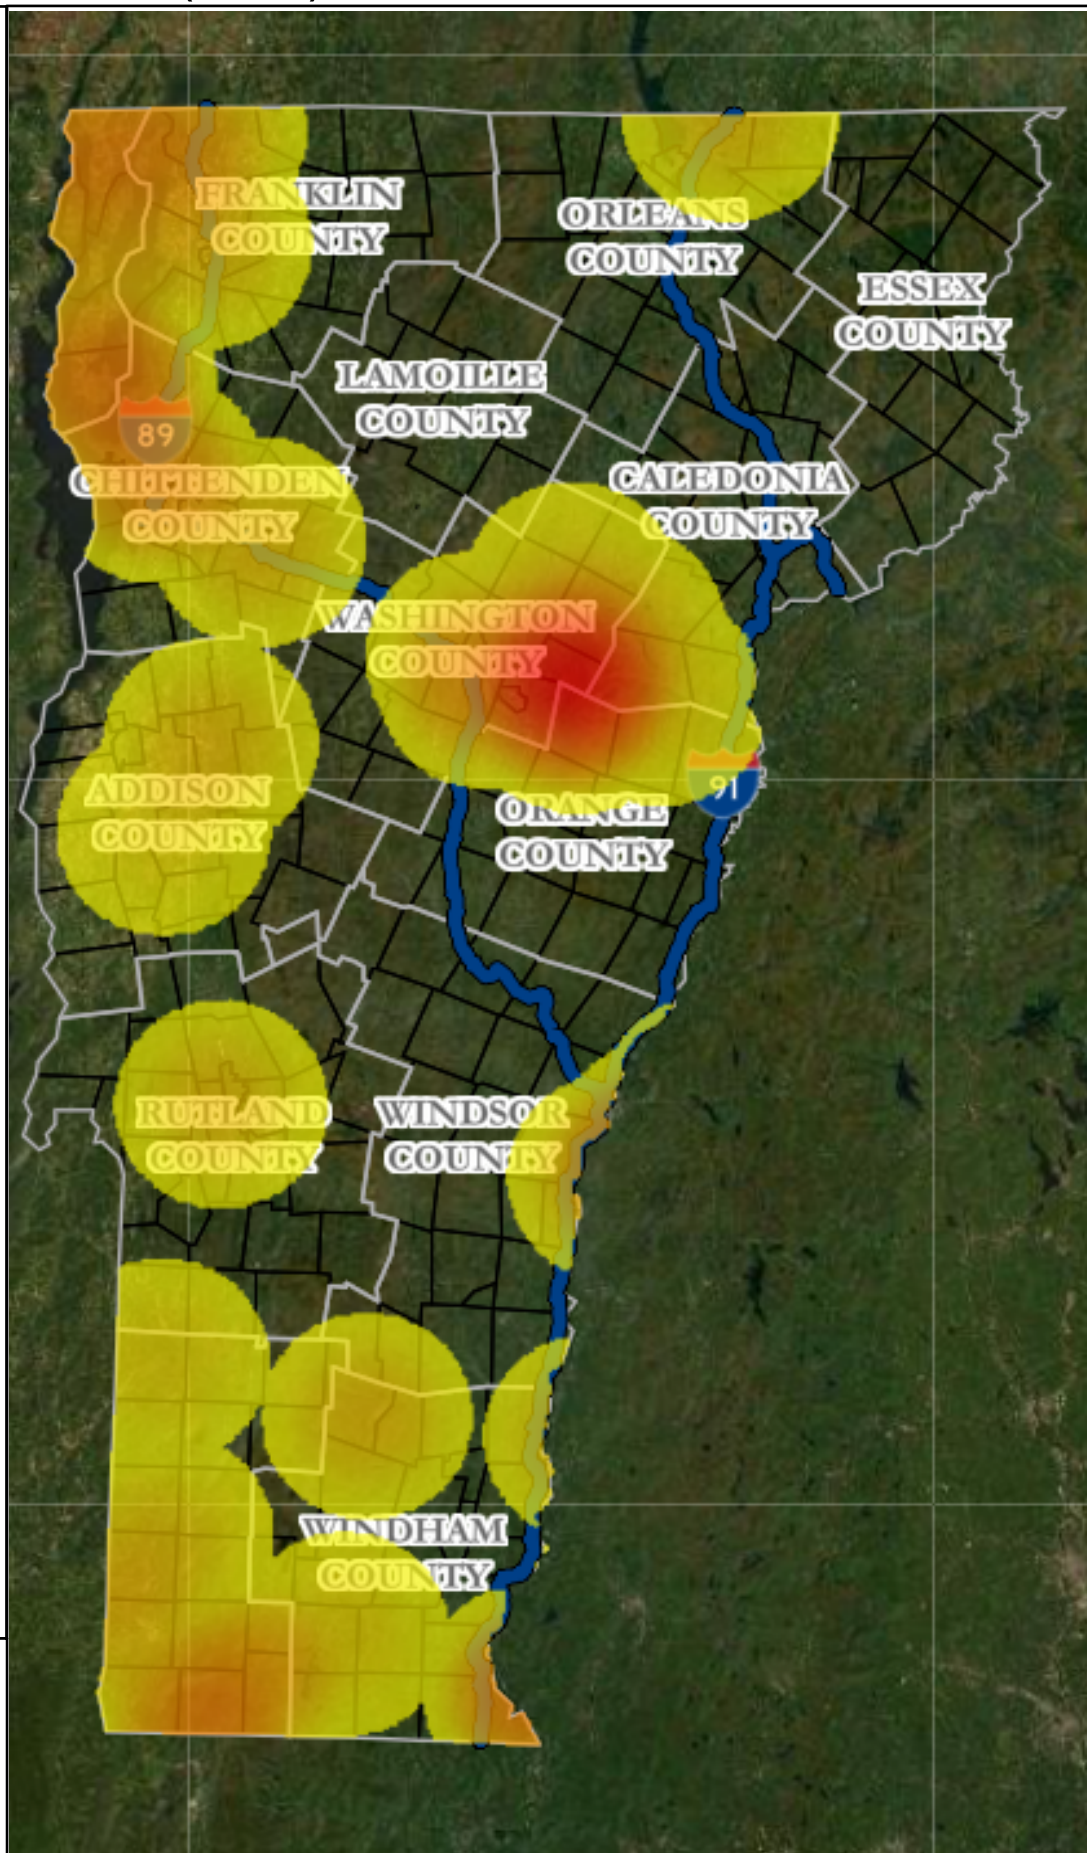 FRANKLIN
COUNTY
ORLEANS
COUNTY
ESSEX
COUNTY
LAMOILLE
COUNTY
89
CHITTENDEN
COUNTY
CALEDONIA
COUNTY
WASHINGTON
COUNTY
ADDISON
COUNTY
91
ORANGE
COUNTY
RUTLAND
COUNTY
WINDSOR
COUNTY
WINDHAM
COUNTY